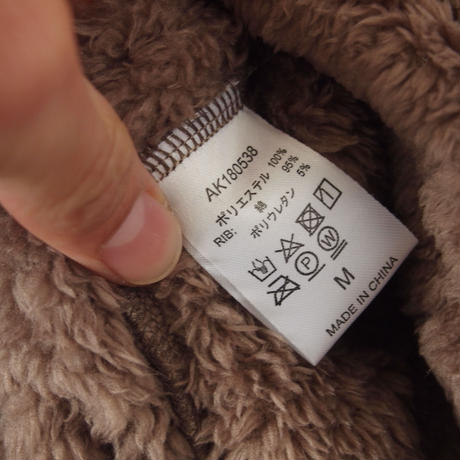 AK180538
ポリエステル 100%
RIB: 綿 95%
ポリウレタン 5%
P W
M
MADE IN CHINA